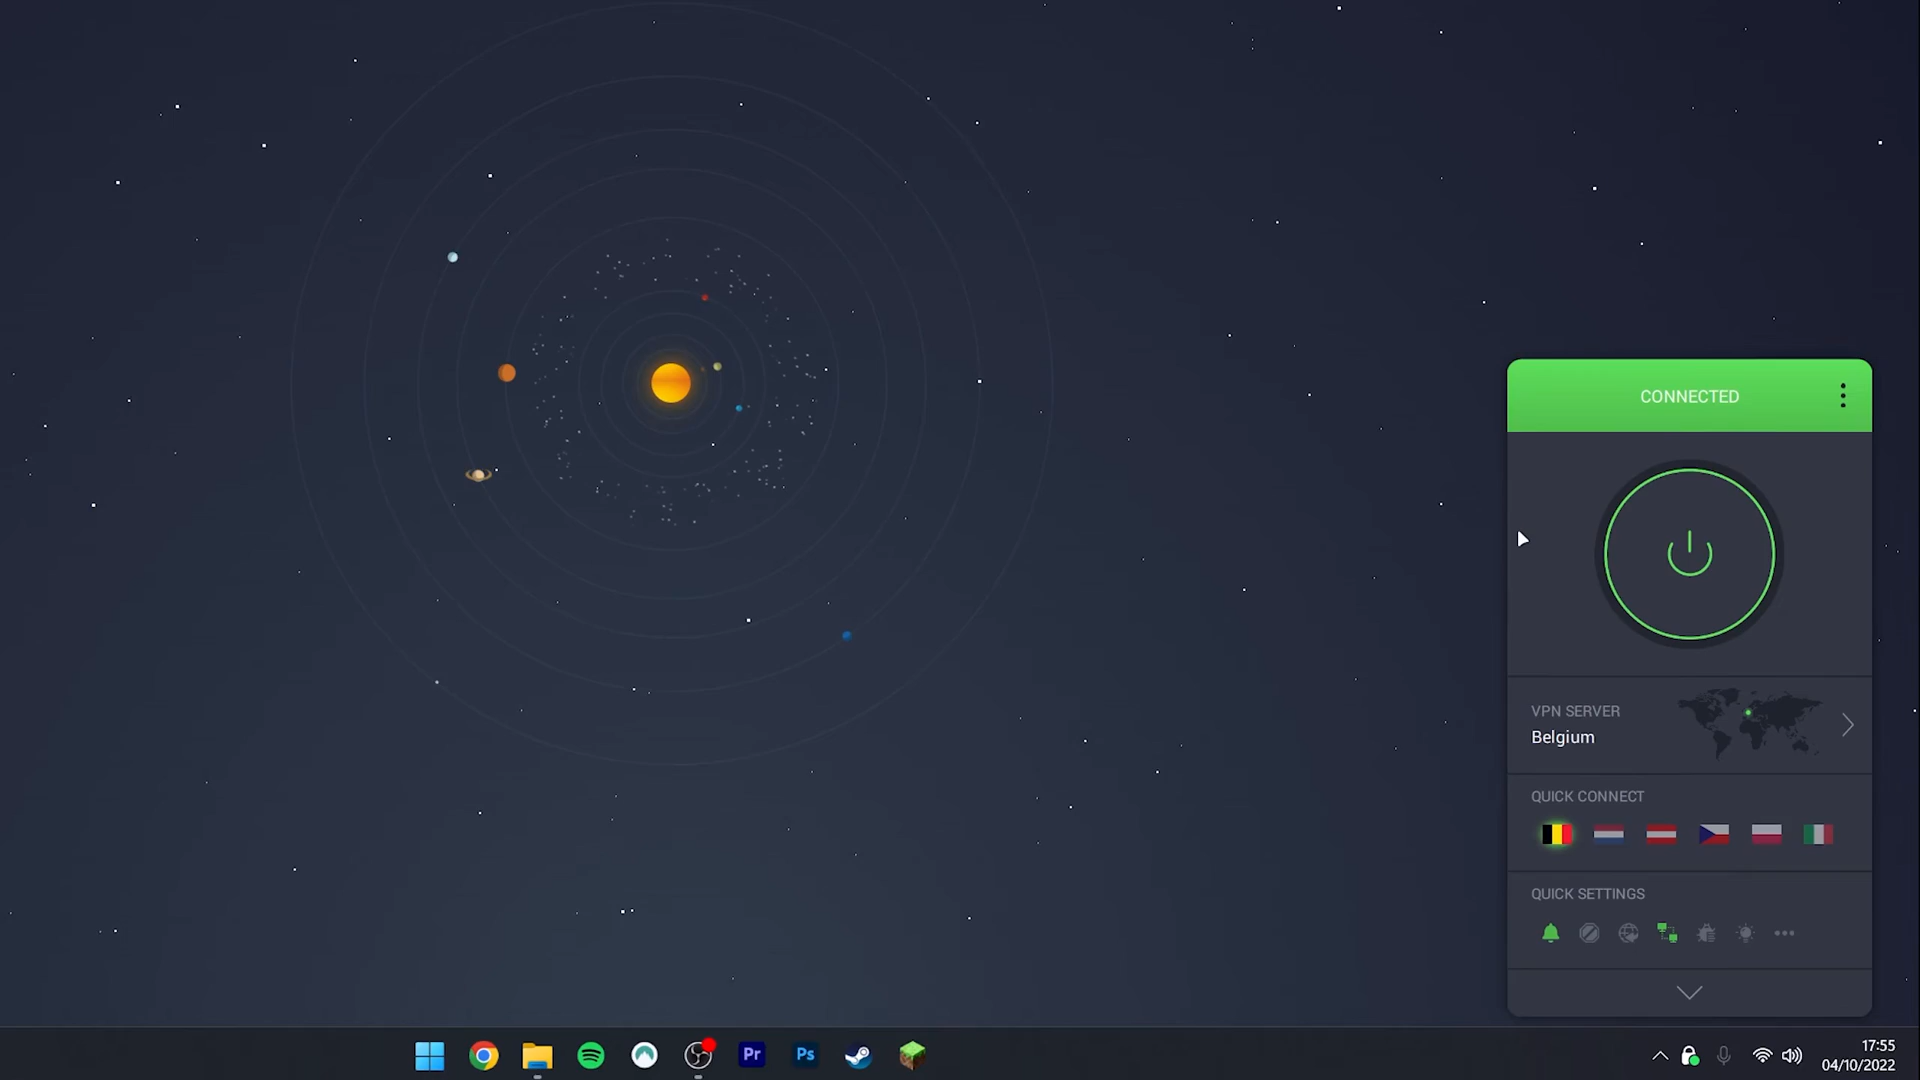 CONNECTED
VPN SERVER
Belgium
QUICK CONNECT
QUICK SETTINGS
Pr
Ps
17:55
04/10/2022